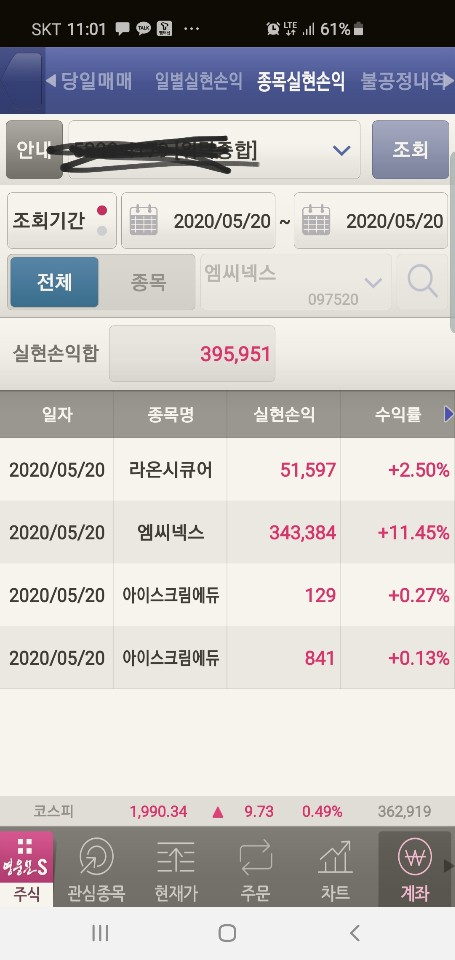 SKT 11:01 TALK LTE 61%
당일매매 일별실현손익 종목실현손익 불공정내역
안내 종합] 조회
조회기간 2020/05/20 ~ 2020/05/20
전체 종목 엠씨넥스
097520
실현손익합 395,951
일자 종목명 실현손익 수익률
2020/05/20 라온시큐어 51,597 +2.50%
2020/05/20 엠씨넥스 343,384 +11.45%
2020/05/20 아이스크림에듀 129 +0.27%
2020/05/20 아이스크림에듀 841 +0.13%
코스피 1,990.34 ▲ 9.73 0.49% 362,919
영웅문S
주식 관심종목 현재가 주문 차트 계좌